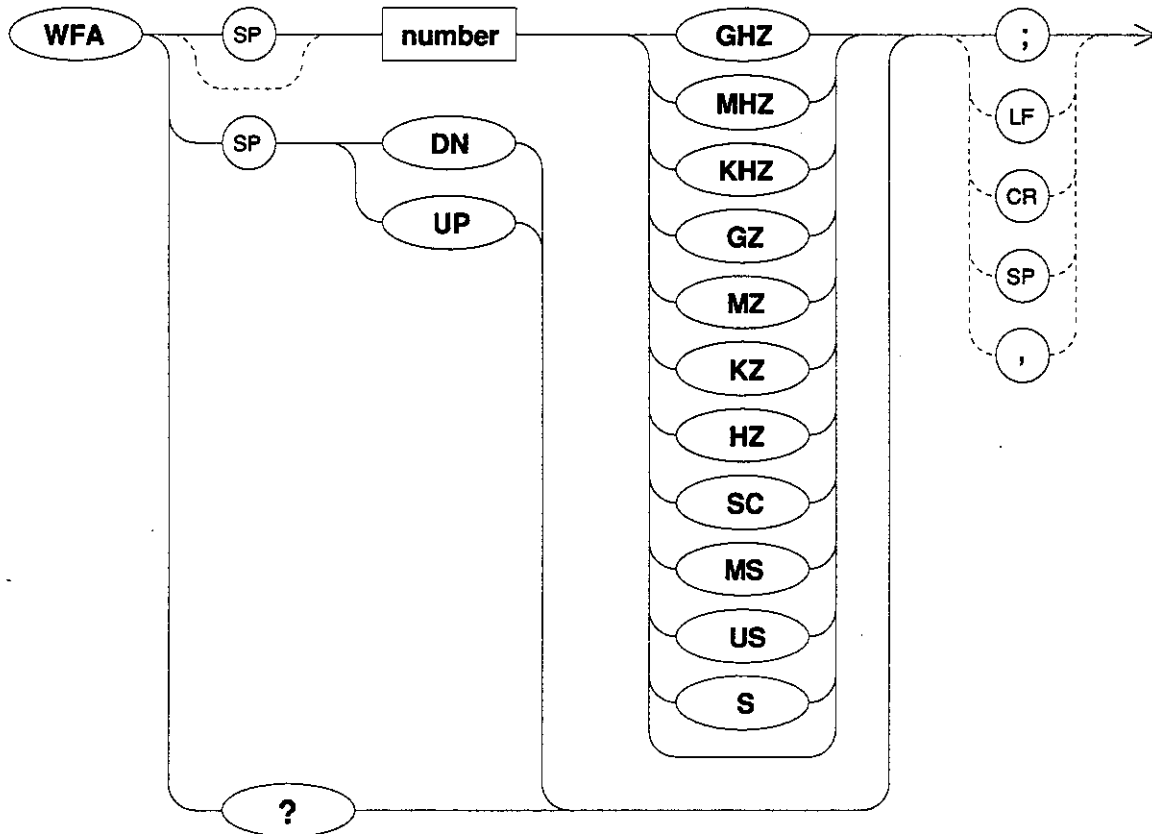 WFA SP number GHZ ;
MHZ LF
SP DN
KHZ CR
UP GZ
SP
MZ
KZ ,
HZ
SC
MS
US
S
?